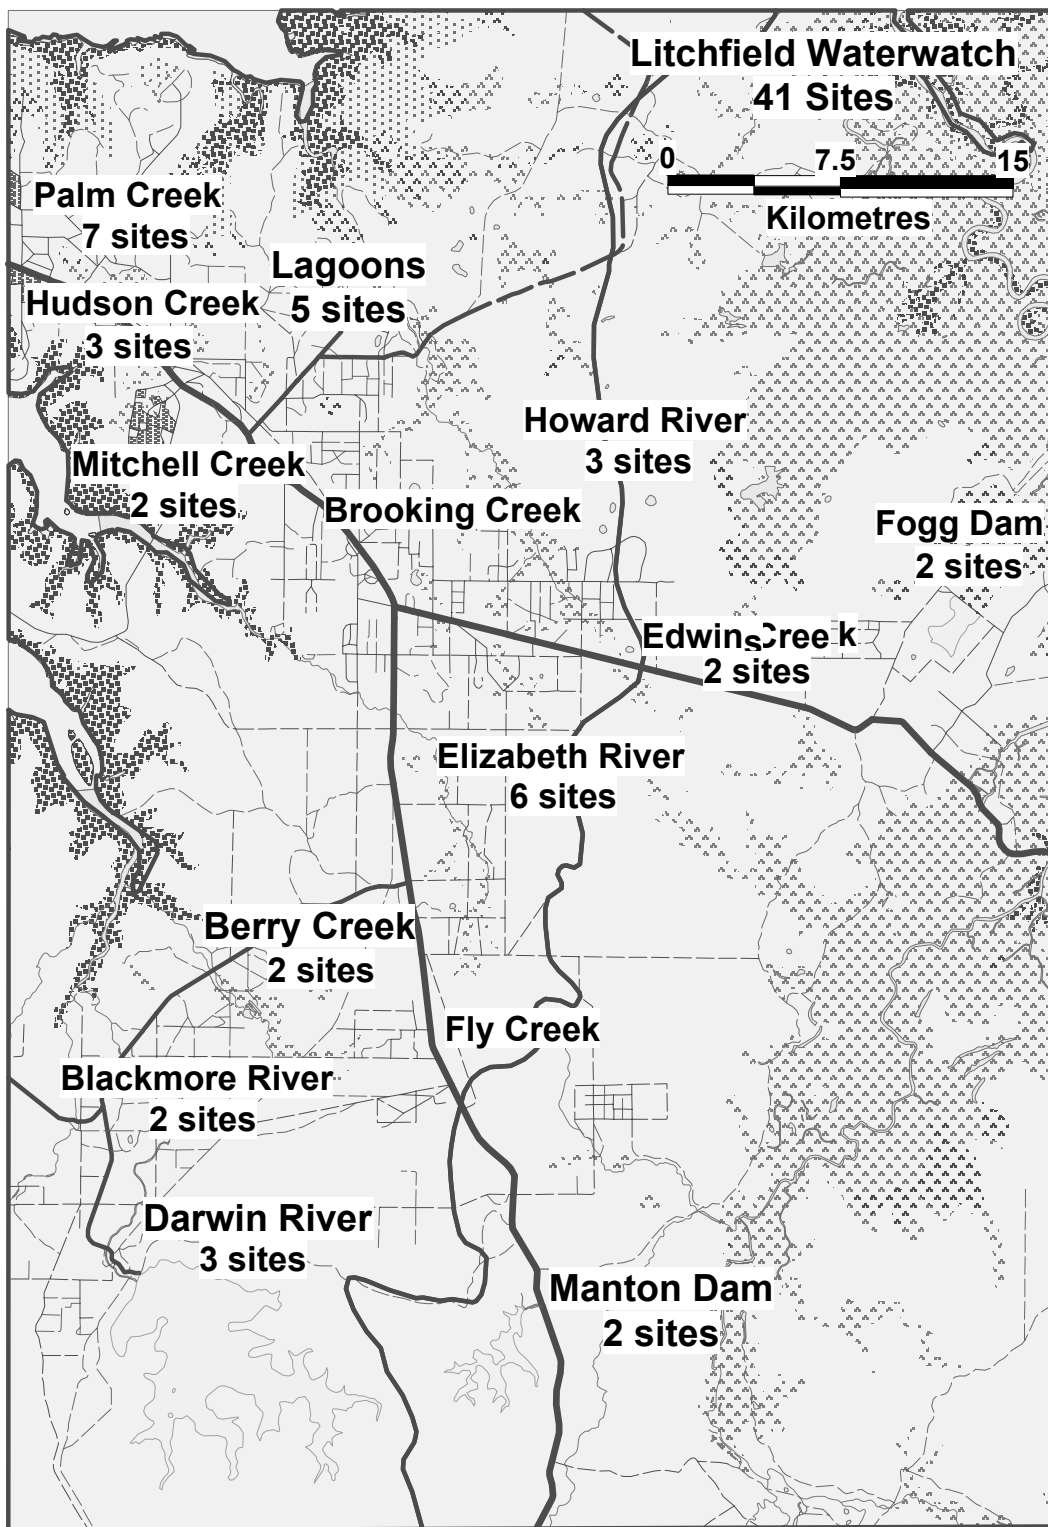 Litchfield Waterwatch
41 Sites
0 7.5 15
Kilometres
Palm Creek
7 sites
Lagoons
5 sites
Hudson Creek
3 sites
Howard River
3 sites
Mitchell Creek
2 sites
Brooking Creek
Fogg Dam
2 sites
Edwins Creek
2 sites
Elizabeth River
6 sites
Berry Creek
2 sites
Fly Creek
Blackmore River
2 sites
Darwin River
3 sites
Manton Dam
2 sites